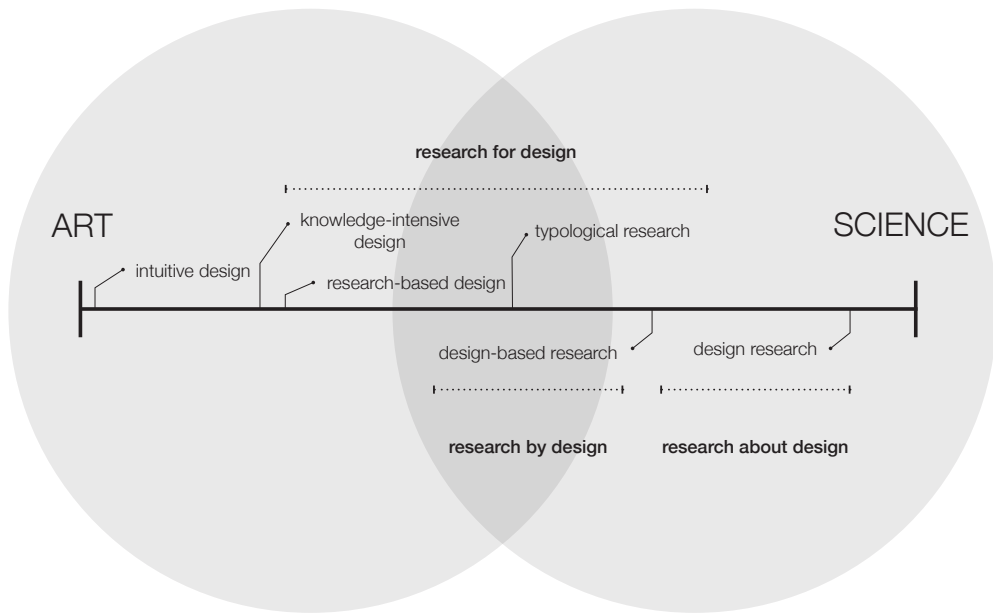 research for design
ART
SCIENCE
knowledge-intensive
design
typological research
intuitive design
research-based design
design-based research
design research
research by design
research about design